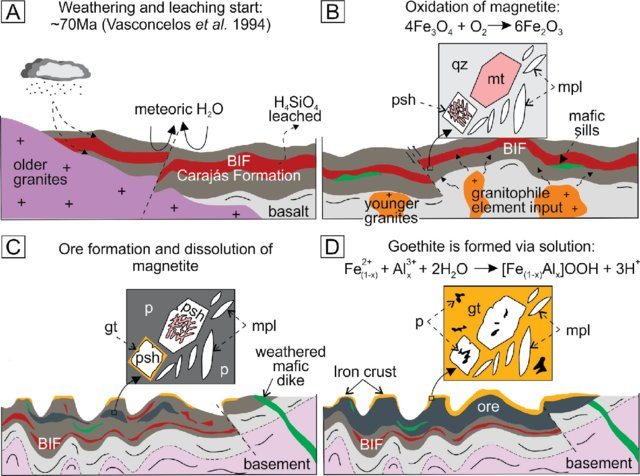 A
Weathering and leaching start:
~70Ma (Vasconcelos et al. 1994)
meteoric H₂O
H₄SiO₄
leached
older
granites
BIF
Carajás Formation
basalt
B
Oxidation of magnetite:
4Fe₃O₄ + O₂ → 6Fe₂O₃
qz
mt
mpl
psh
mafic
sills
BIF
younger
granites
granitophile
element input
C
Ore formation and dissolution of
magnetite
p
psh
gt
mpl
psh
p
weathered
mafic
dike
BIF
basement
D
Goethite is formed via solution:
Fe²⁺₍₁₋ₓ₎ + Al³⁺ₓ + 2H₂O → [Fe₍₁₋ₓ₎Alₓ]OOH + 3H⁺
gt
p
mpl
Iron crust
ore
BIF
basement